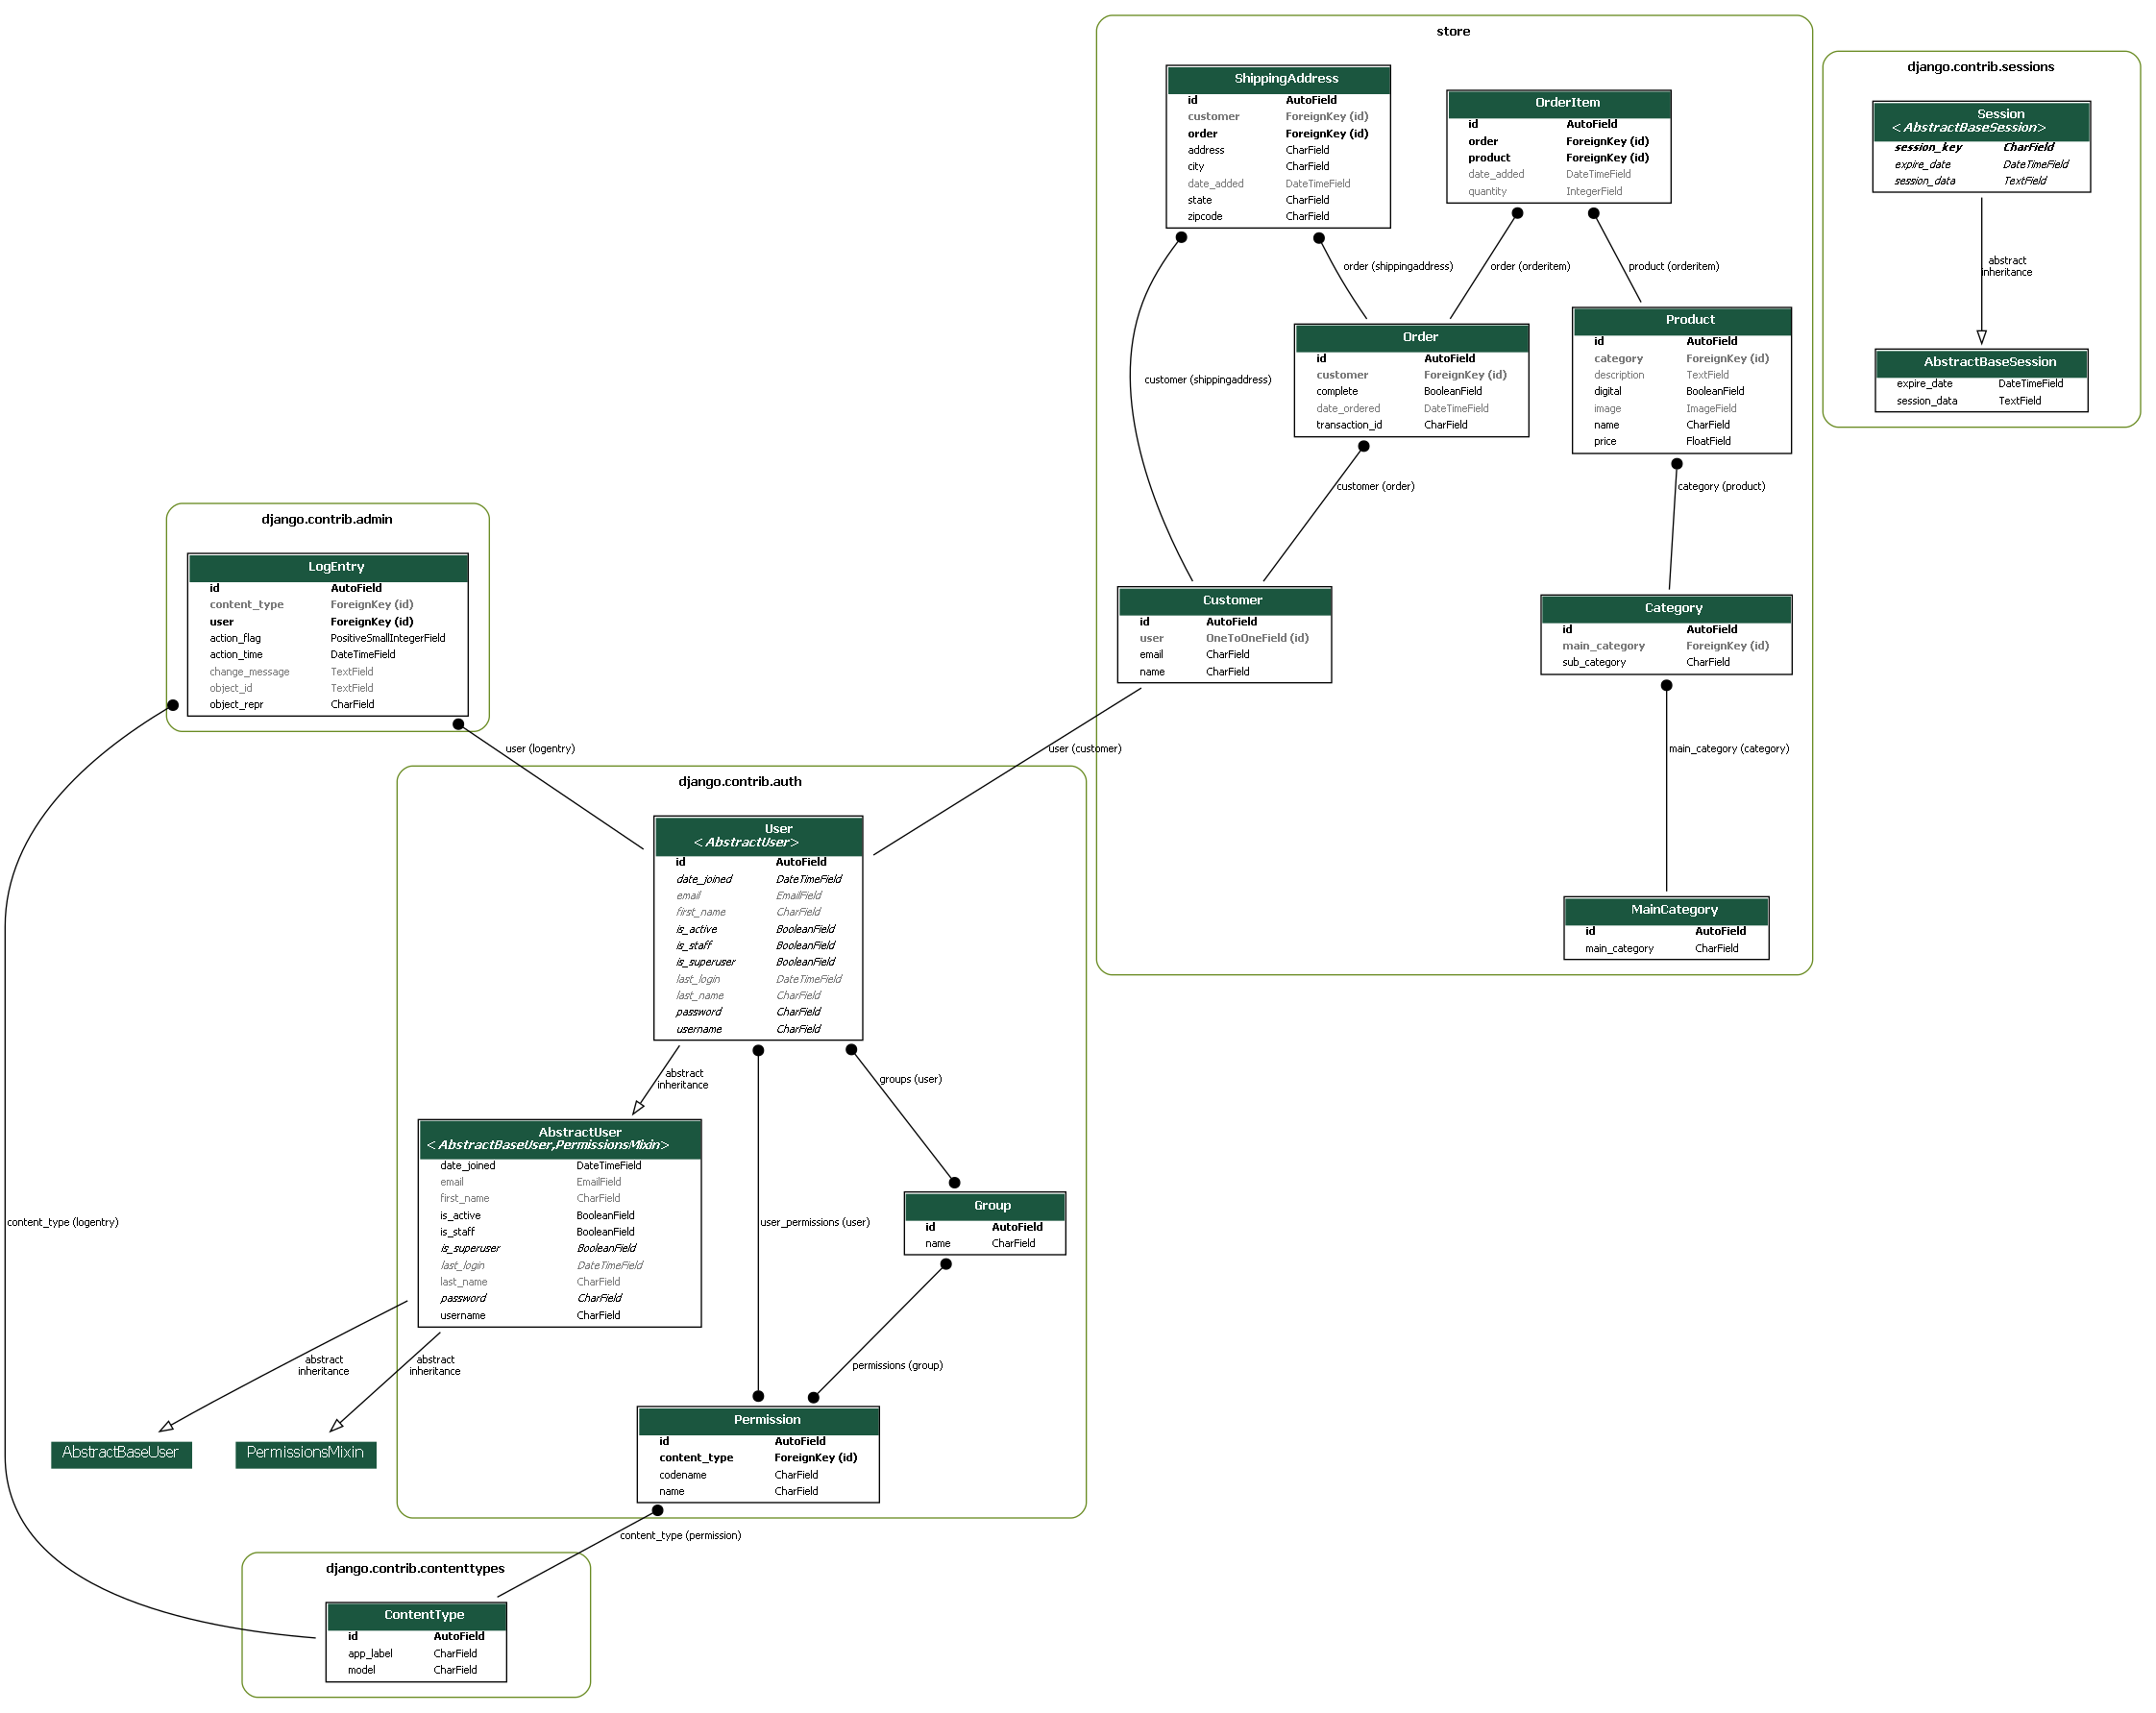 store
ShippingAddress
id AutoField
customer ForeignKey (id)
order ForeignKey (id)
address CharField
city CharField
date_added DateTimeField
state CharField
zipcode CharField
OrderItem
id AutoField
order ForeignKey (id)
product ForeignKey (id)
date_added DateTimeField
quantity IntegerField
order (shippingaddress)
order (orderitem)
product (orderitem)
customer (shippingaddress)
Order
id AutoField
customer ForeignKey (id)
complete BooleanField
date_ordered DateTimeField
transaction_id CharField
Product
id AutoField
category ForeignKey (id)
description TextField
digital BooleanField
image ImageField
name CharField
price FloatField
customer (order)
category (product)
Customer
id AutoField
user OneToOneField (id)
email CharField
name CharField
Category
id AutoField
main_category ForeignKey (id)
sub_category CharField
user (customer)
main_category (category)
MainCategory
id AutoField
main_category CharField
django.contrib.sessions
Session
<AbstractBaseSession>
session_key CharField
expire_date DateTimeField
session_data TextField
abstract
inheritance
AbstractBaseSession
expire_date DateTimeField
session_data TextField
django.contrib.admin
LogEntry
id AutoField
content_type ForeignKey (id)
user ForeignKey (id)
action_flag PositiveSmallIntegerField
action_time DateTimeField
change_message TextField
object_id TextField
object_repr CharField
user (logentry)
content_type (logentry)
django.contrib.auth
User
<AbstractUser>
id AutoField
date_joined DateTimeField
email EmailField
first_name CharField
is_active BooleanField
is_staff BooleanField
is_superuser BooleanField
last_login DateTimeField
last_name CharField
password CharField
username CharField
abstract
inheritance
groups (user)
user_permissions (user)
AbstractUser
<AbstractBaseUser,PermissionsMixin>
date_joined DateTimeField
email EmailField
first_name CharField
is_active BooleanField
is_staff BooleanField
is_superuser BooleanField
last_login DateTimeField
last_name CharField
password CharField
username CharField
Group
id AutoField
name CharField
permissions (group)
abstract
inheritance
abstract
inheritance
AbstractBaseUser
PermissionsMixin
Permission
id AutoField
content_type ForeignKey (id)
codename CharField
name CharField
content_type (permission)
django.contrib.contenttypes
ContentType
id AutoField
app_label CharField
model CharField